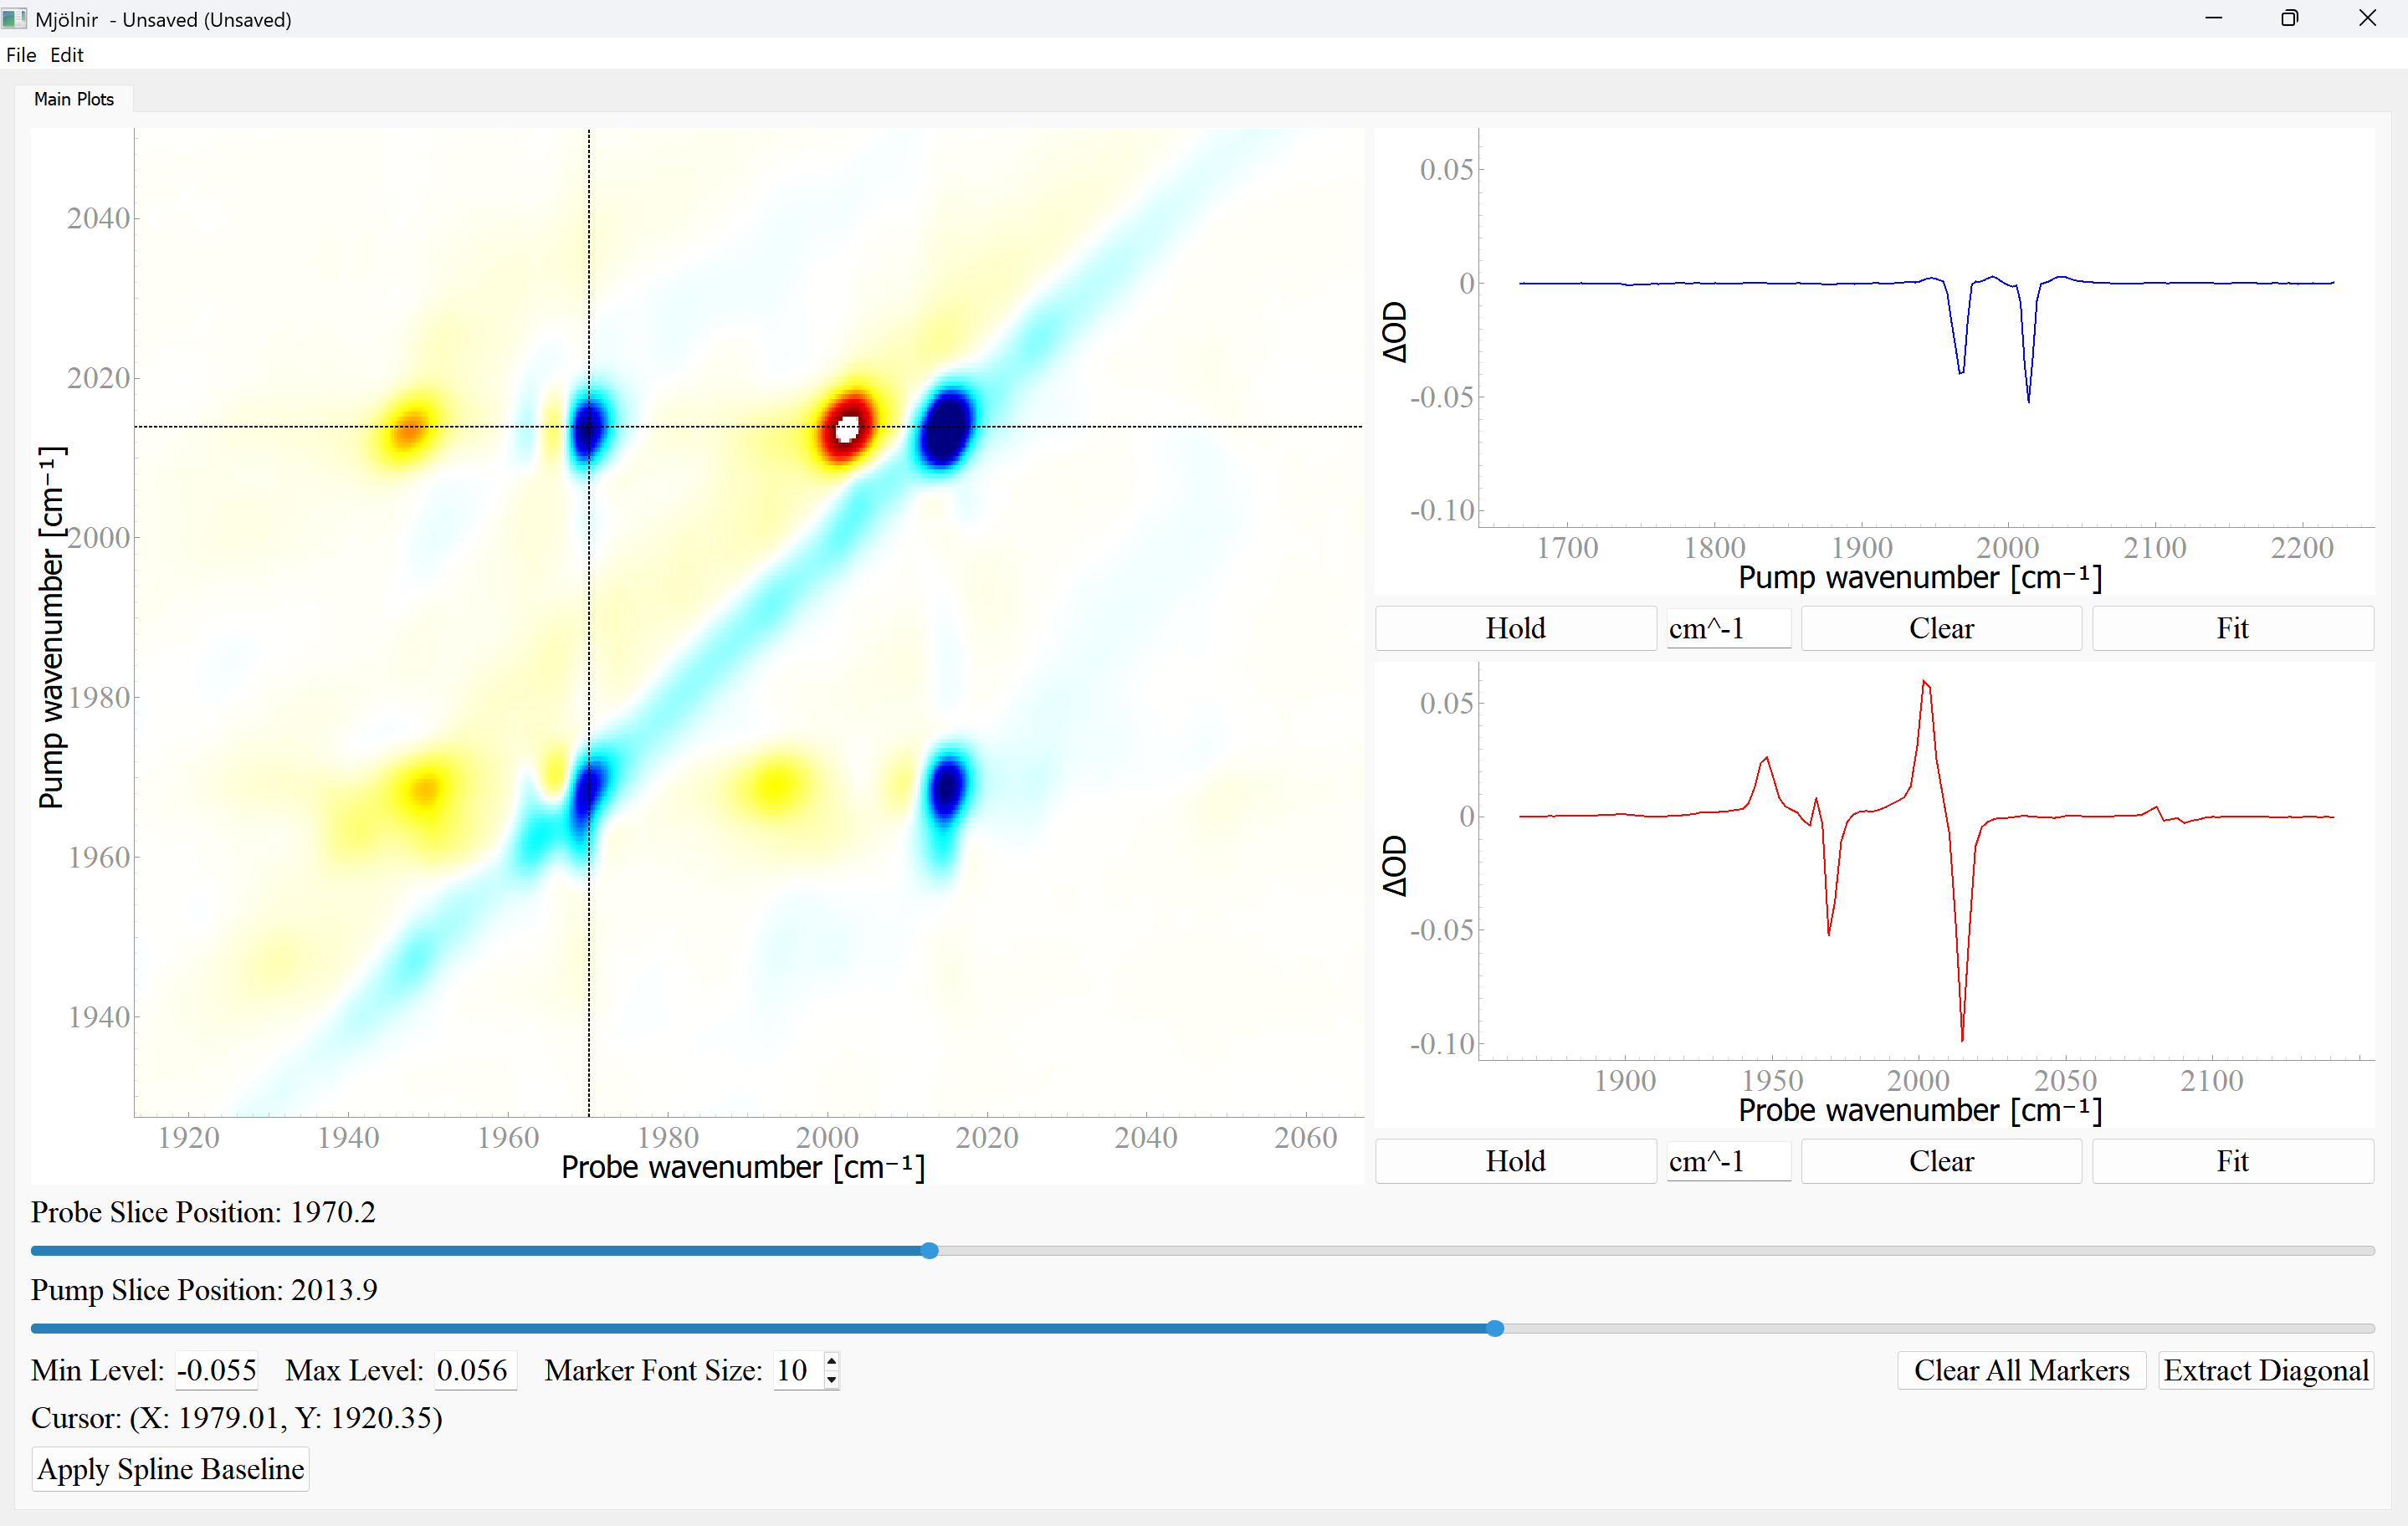 Mjölnir - Unsaved (Unsaved)
File Edit
Main Plots
2040
2020
2000
1980
1960
1940
Pump wavenumber [cm⁻¹]
1920 1940 1960 1980 2000 2020 2040 2060
Probe wavenumber [cm⁻¹]
0.05
0
-0.05
-0.10
ΔOD
1700 1800 1900 2000 2100 2200
Pump wavenumber [cm⁻¹]
Hold cm^-1 Clear Fit
0.05
0
-0.05
-0.10
ΔOD
1900 1950 2000 2050 2100
Probe wavenumber [cm⁻¹]
Hold cm^-1 Clear Fit
Probe Slice Position: 1970.2
Pump Slice Position: 2013.9
Min Level: -0.055 Max Level: 0.056 Marker Font Size: 10 Clear All Markers Extract Diagonal
Cursor: (X: 1979.01, Y: 1920.35)
Apply Spline Baseline